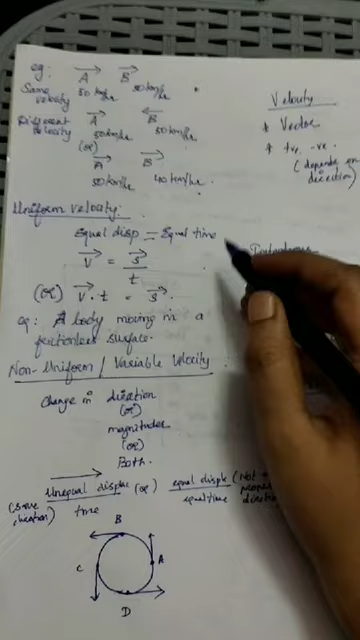 eg: A B
Same velocity 50 km/hr 50 km/hr
Different velocity A B
50 km/hr 50 km/hr
(or)
A B
50 km/hr 40 km/hr.
Velocity
* Vector
* +ve, -ve
(depends on direction)
Uniform velocity:
Equal disp = Equal time
V = S
t
(or) V . t = S.
eg: A body moving in a
frictionless surface.
Non-Uniform / Variable Velocity:
Change in direction
(or)
magnitudes
(or)
Both.
Unequal displ (or) equal displ (Not
(same direction) time equal time direction
B
C
A
D